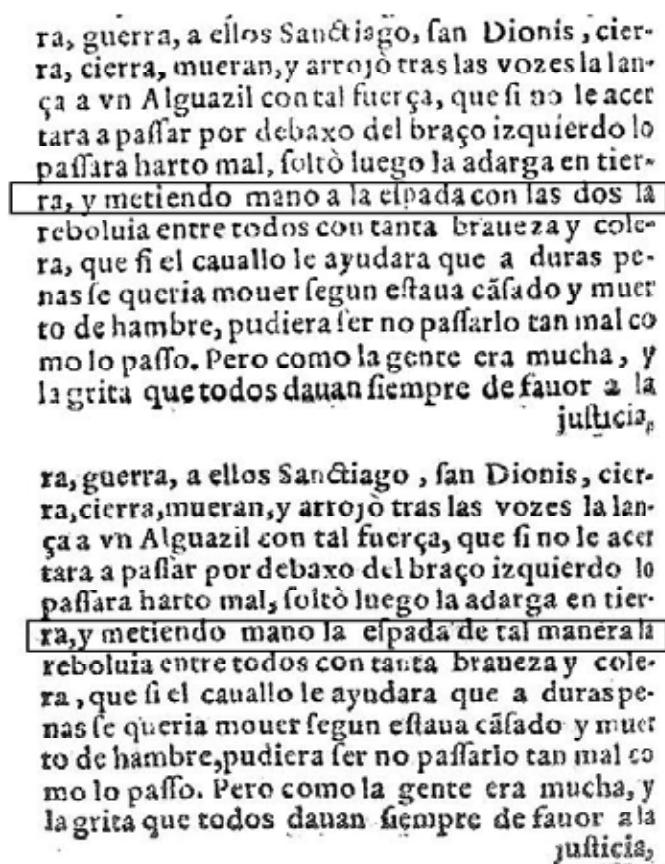 ra, guerra, a ellos Sanctiago, ſan Dionis, cier-
ra, cierra, mueran, y arrojò tras las vozes la lan-
ça a vn Alguazil con tal fuerça, que ſi no le acer
tara a paſſar por debaxo del braço izquierdo lo
paſſara harto mal, ſoltò luego la adarga en tier-
ra, y metiendo mano a la eſpada con las dos la
reboluia entre todos con tanta braueza y cole-
ra, que ſi el cauallo le ayudara que a duras pe-
nas ſe queria mouer ſegun eſtaua cãſado y muer
to de hambre, pudiera ſer no paſſarlo tan mal co
mo lo paſſo. Pero como la gente era mucha, y
la grita que todos dauan ſiempre de fauor a la
juſticia,
ra, guerra, a ellos Sanctiago, ſan Dionis, cier-
ra, cierra, mueran, y arrojò tras las vozes la lan-
ça a vn Alguazil con tal fuerça, que ſi no le acer
tara a paſſar por debaxo del braço izquierdo lo
paſſara harto mal, ſoltò luego la adarga en tier-
ra, y metiendo mano la eſpada de tal manera la
reboluia entre todos con tanta braueza y cole-
ra, que ſi el cauallo le ayudara que a duras pe-
nas ſe queria mouer ſegun eſtaua cãſado y muer
to de hambre, pudiera ſer no paſſarlo tan mal co
mo lo paſſo. Pero como la gente era mucha, y
la grita que todos dauan ſiempre de fauor a la
juſticia,